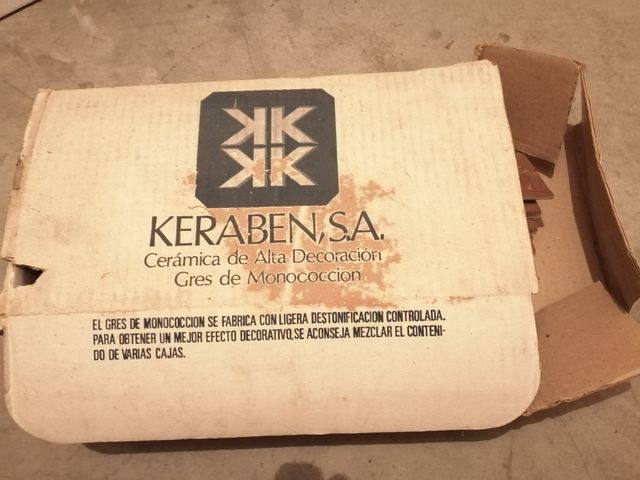 KERABEN, S.A.
Cerámica de Alta Decoración
Gres de Monococcion
EL GRES DE MONOCOCCION SE FABRICA CON LIGERA DESTONIFICACION CONTROLADA.
PARA OBTENER UN MEJOR EFECTO DECORATIVO, SE ACONSEJA MEZCLAR EL CONTENI-
DO DE VARIAS CAJAS.